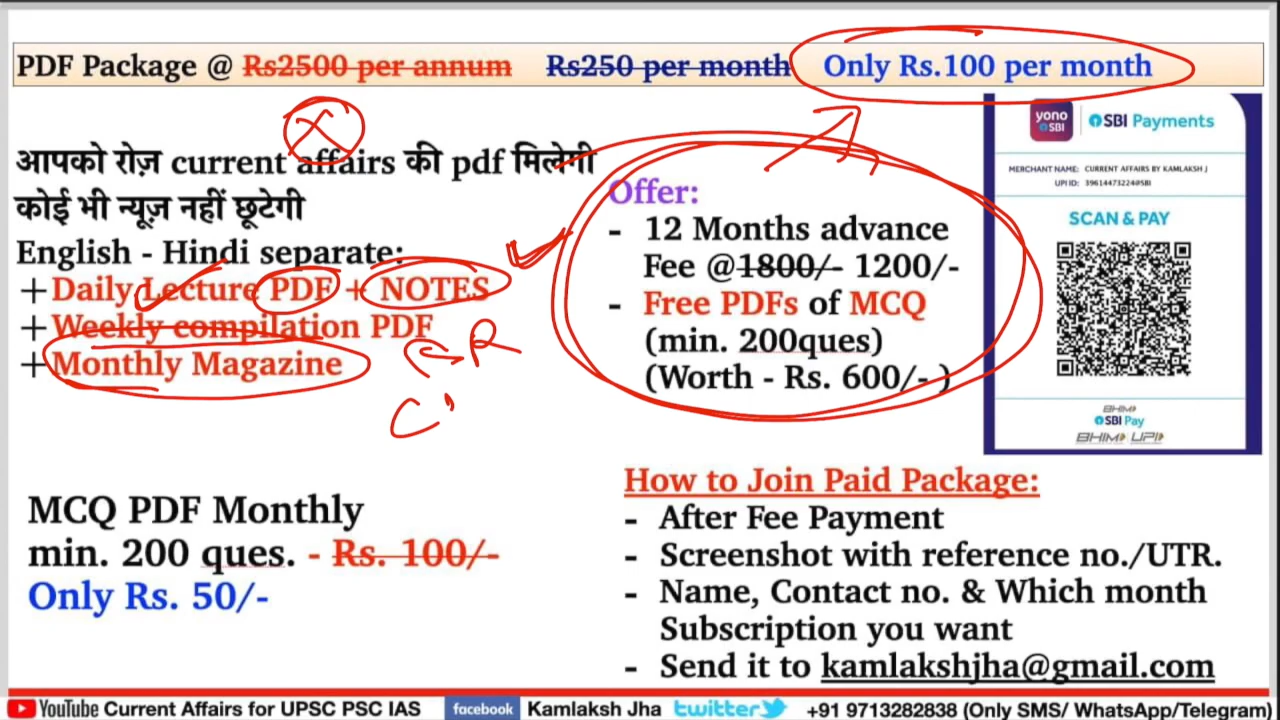 PDF Package @ Rs2500 per annum Rs250 per month Only Rs.100 per month
आपको रोज़ current affairs की pdf मिलेगी
कोई भी न्यूज़ नहीं छूटेगी
English - Hindi separate:
+Daily Lecture PDF + NOTES
+Weekly compilation PDF
+Monthly Magazine
MCQ PDF Monthly
min. 200 ques. - Rs. 100/-
Only Rs. 50/-
Offer:
- 12 Months advance
Fee @1800/- 1200/-
- Free PDFs of MCQ
(min. 200ques)
(Worth - Rs. 600/- )
yono SBI
SBI Payments
MERCHANT NAME: CURRENT AFFAIRS BY KAMLAKSH J
UPI ID: 39614473224@SBI
SCAN & PAY
BHIM
SBI Pay
BHIM UPI
How to Join Paid Package:
- After Fee Payment
- Screenshot with reference no./UTR.
- Name, Contact no. & Which month
Subscription you want
- Send it to kamlakshjha@gmail.com
YouTube Current Affairs for UPSC PSC IAS facebook Kamlaksh Jha twitter +91 9713282838 (Only SMS/ WhatsApp/Telegram)